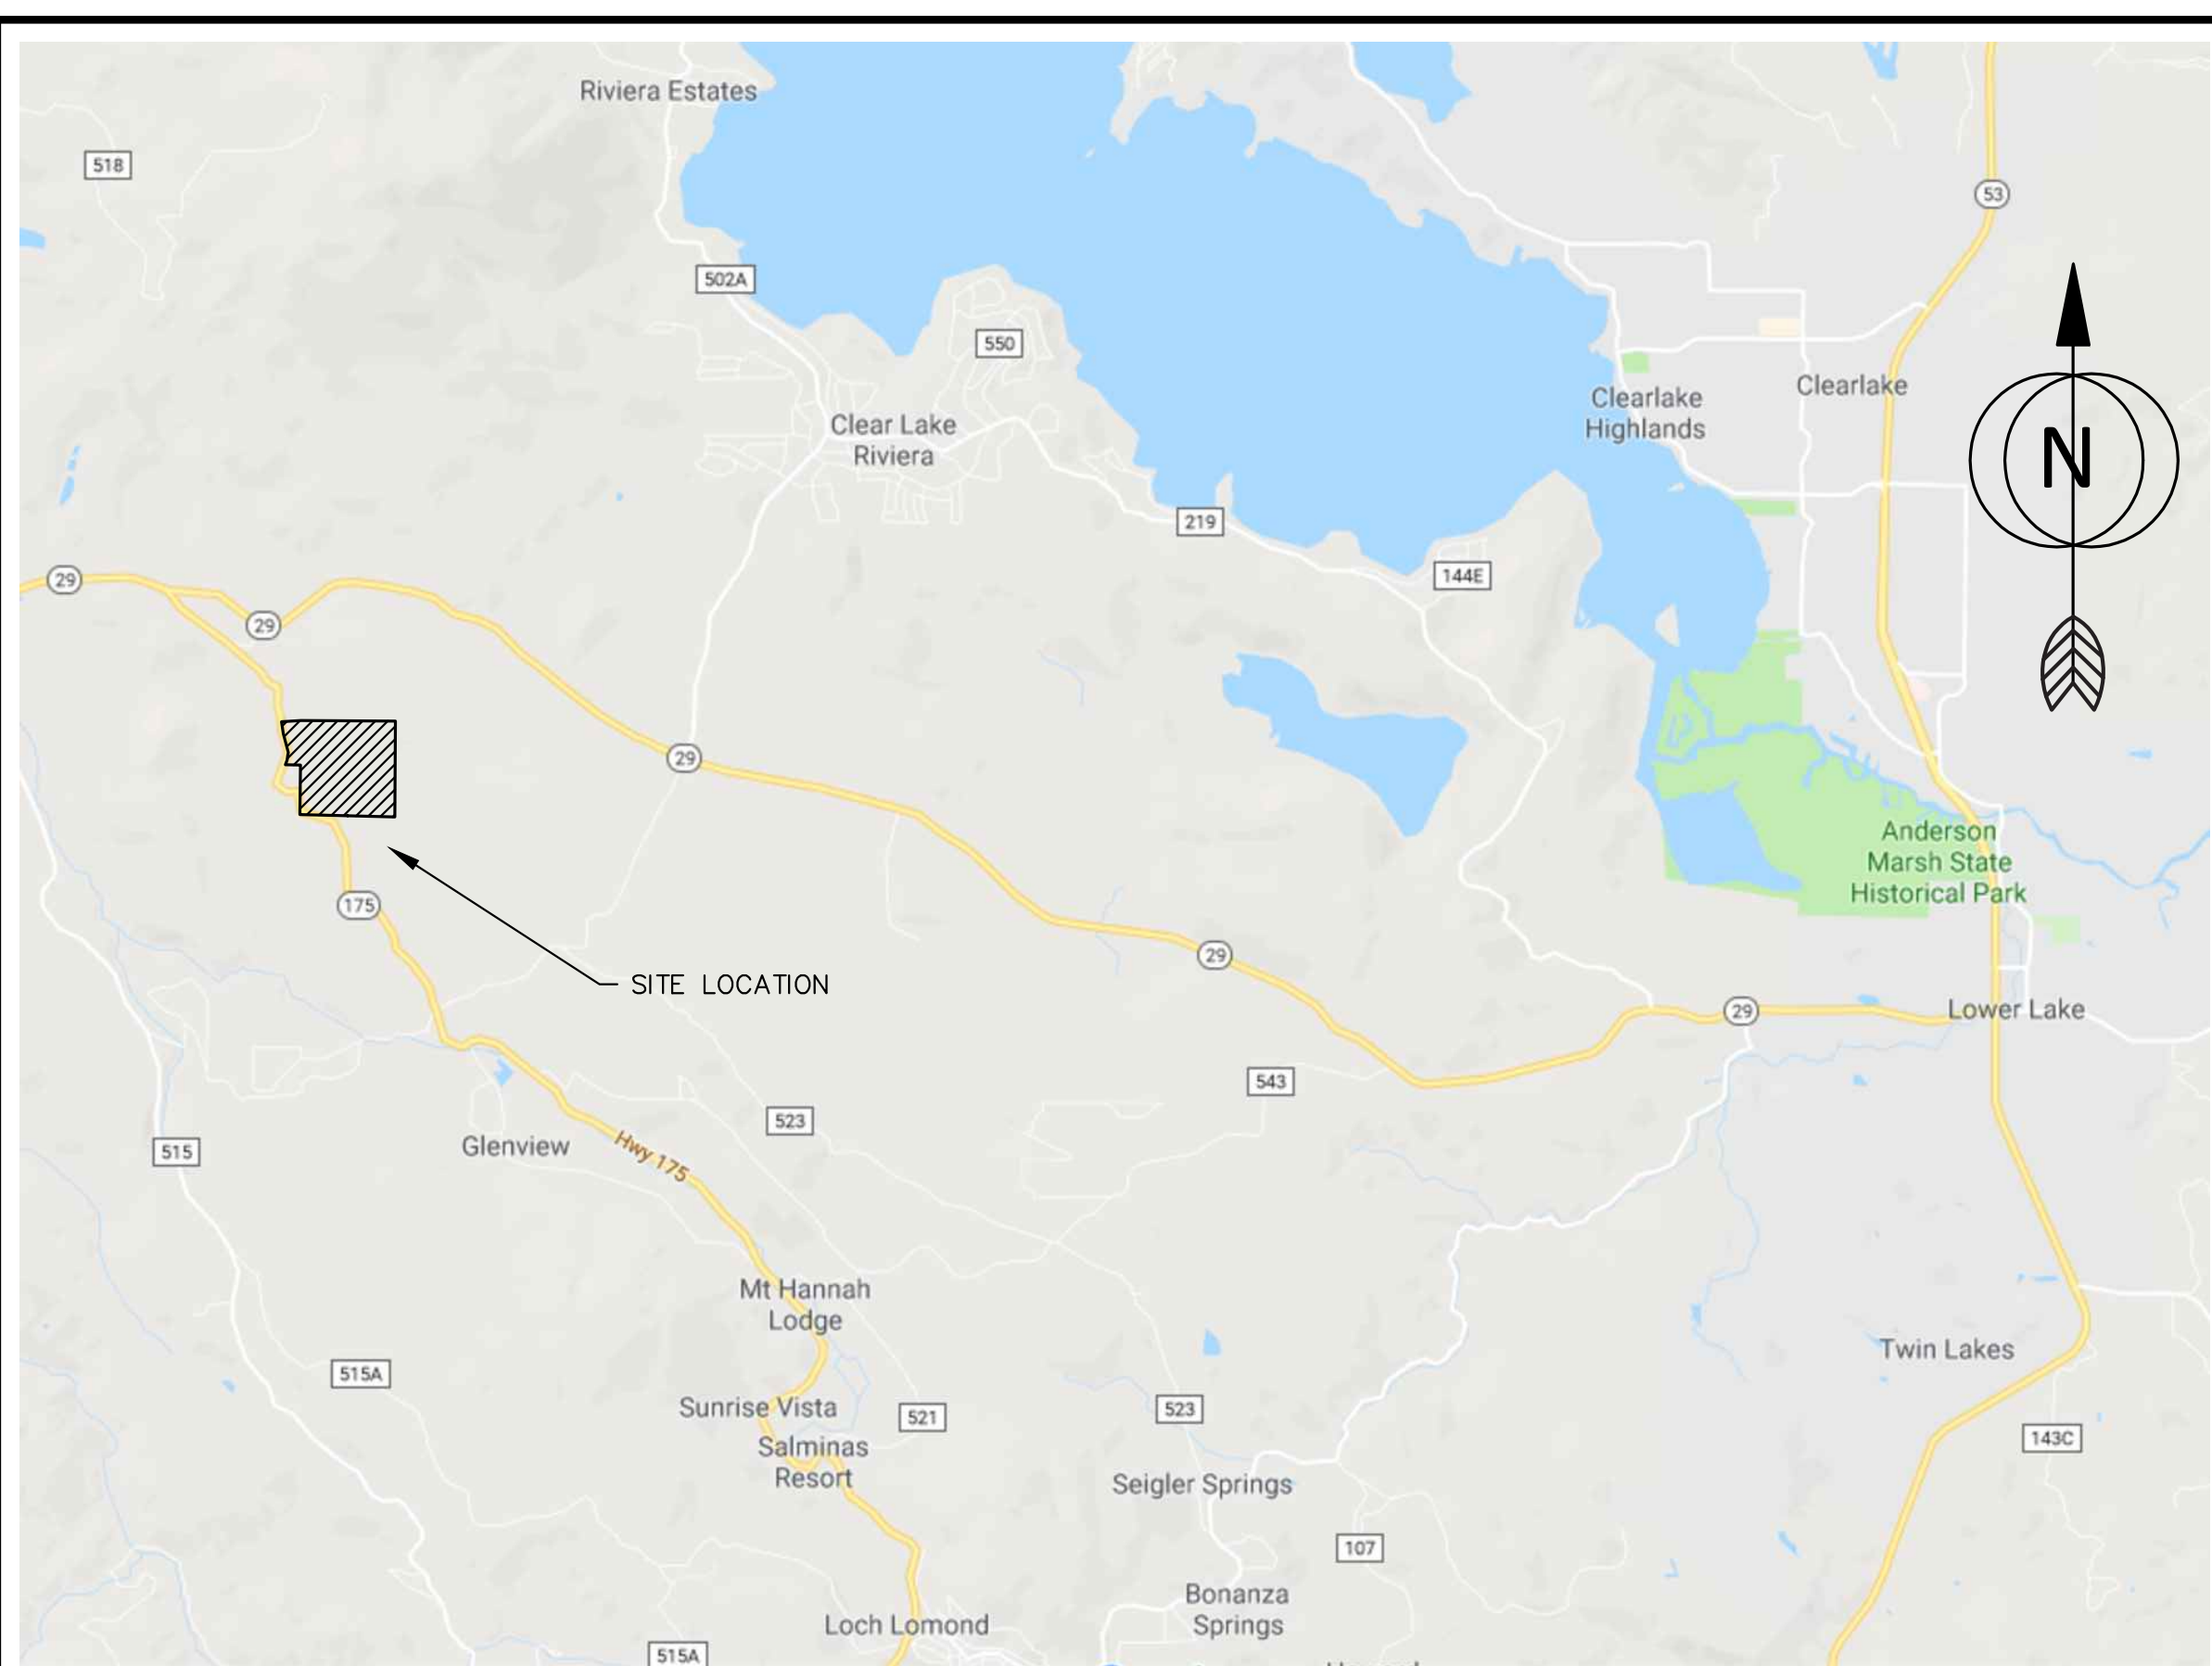 Riviera Estates
518
53
502A
550
Clearlake
Clearlake
Highlands
Clear Lake
Riviera
N
219
144E
29
29
29
Anderson
Marsh State
Historical Park
175
29
SITE LOCATION
29
Lower Lake
543
523
Glenview
515
Hwy 175
Mt Hannah
Lodge
Twin Lakes
515A
Sunrise Vista
521
523
143C
Salminas
Resort
Seigler Springs
107
Bonanza
Springs
Loch Lomond
515A